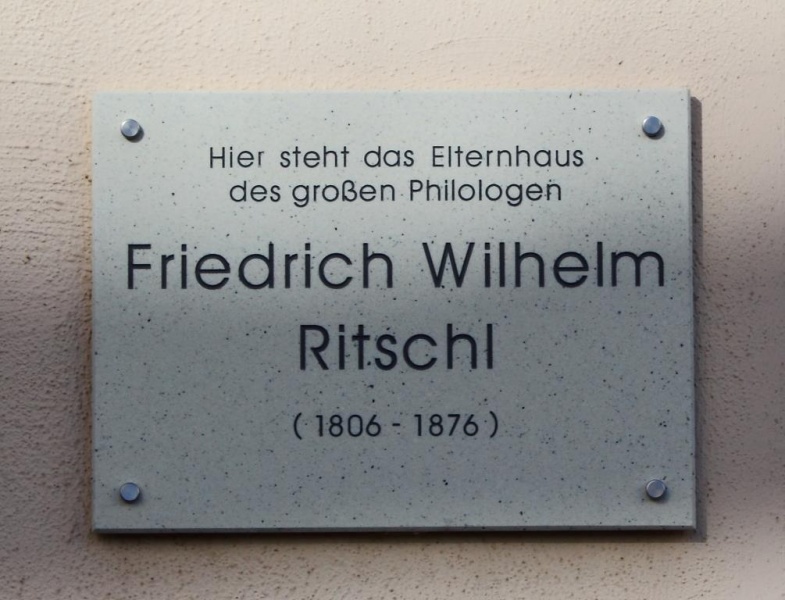 Hier steht das Elternhaus
des großen Philologen
Friedrich Wilhelm
Ritschl
( 1806 - 1876 )